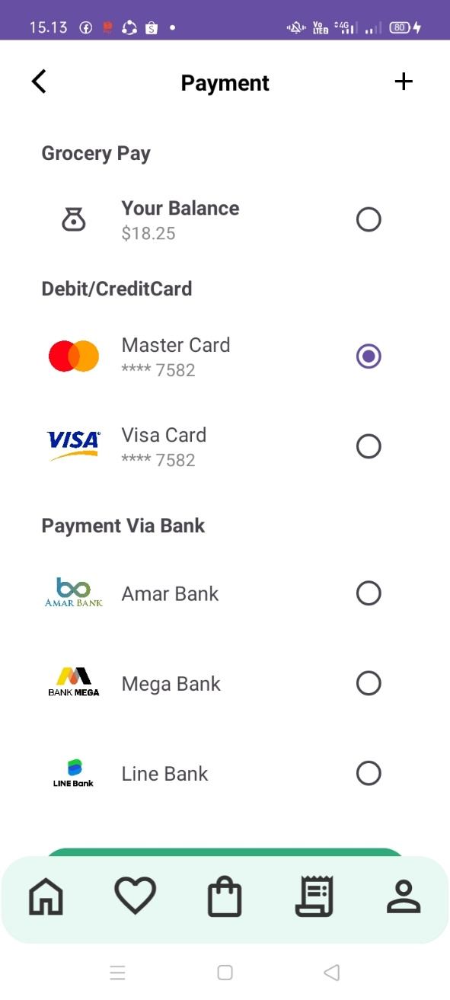 15.13
Vo
LTE
4G
80
Payment
Grocery Pay
Your Balance
$18.25
Debit/CreditCard
Master Card
**** 7582
VISA
Visa Card
**** 7582
Payment Via Bank
AMAR BANK
Amar Bank
BANK MEGA
Mega Bank
LINE Bank
Line Bank